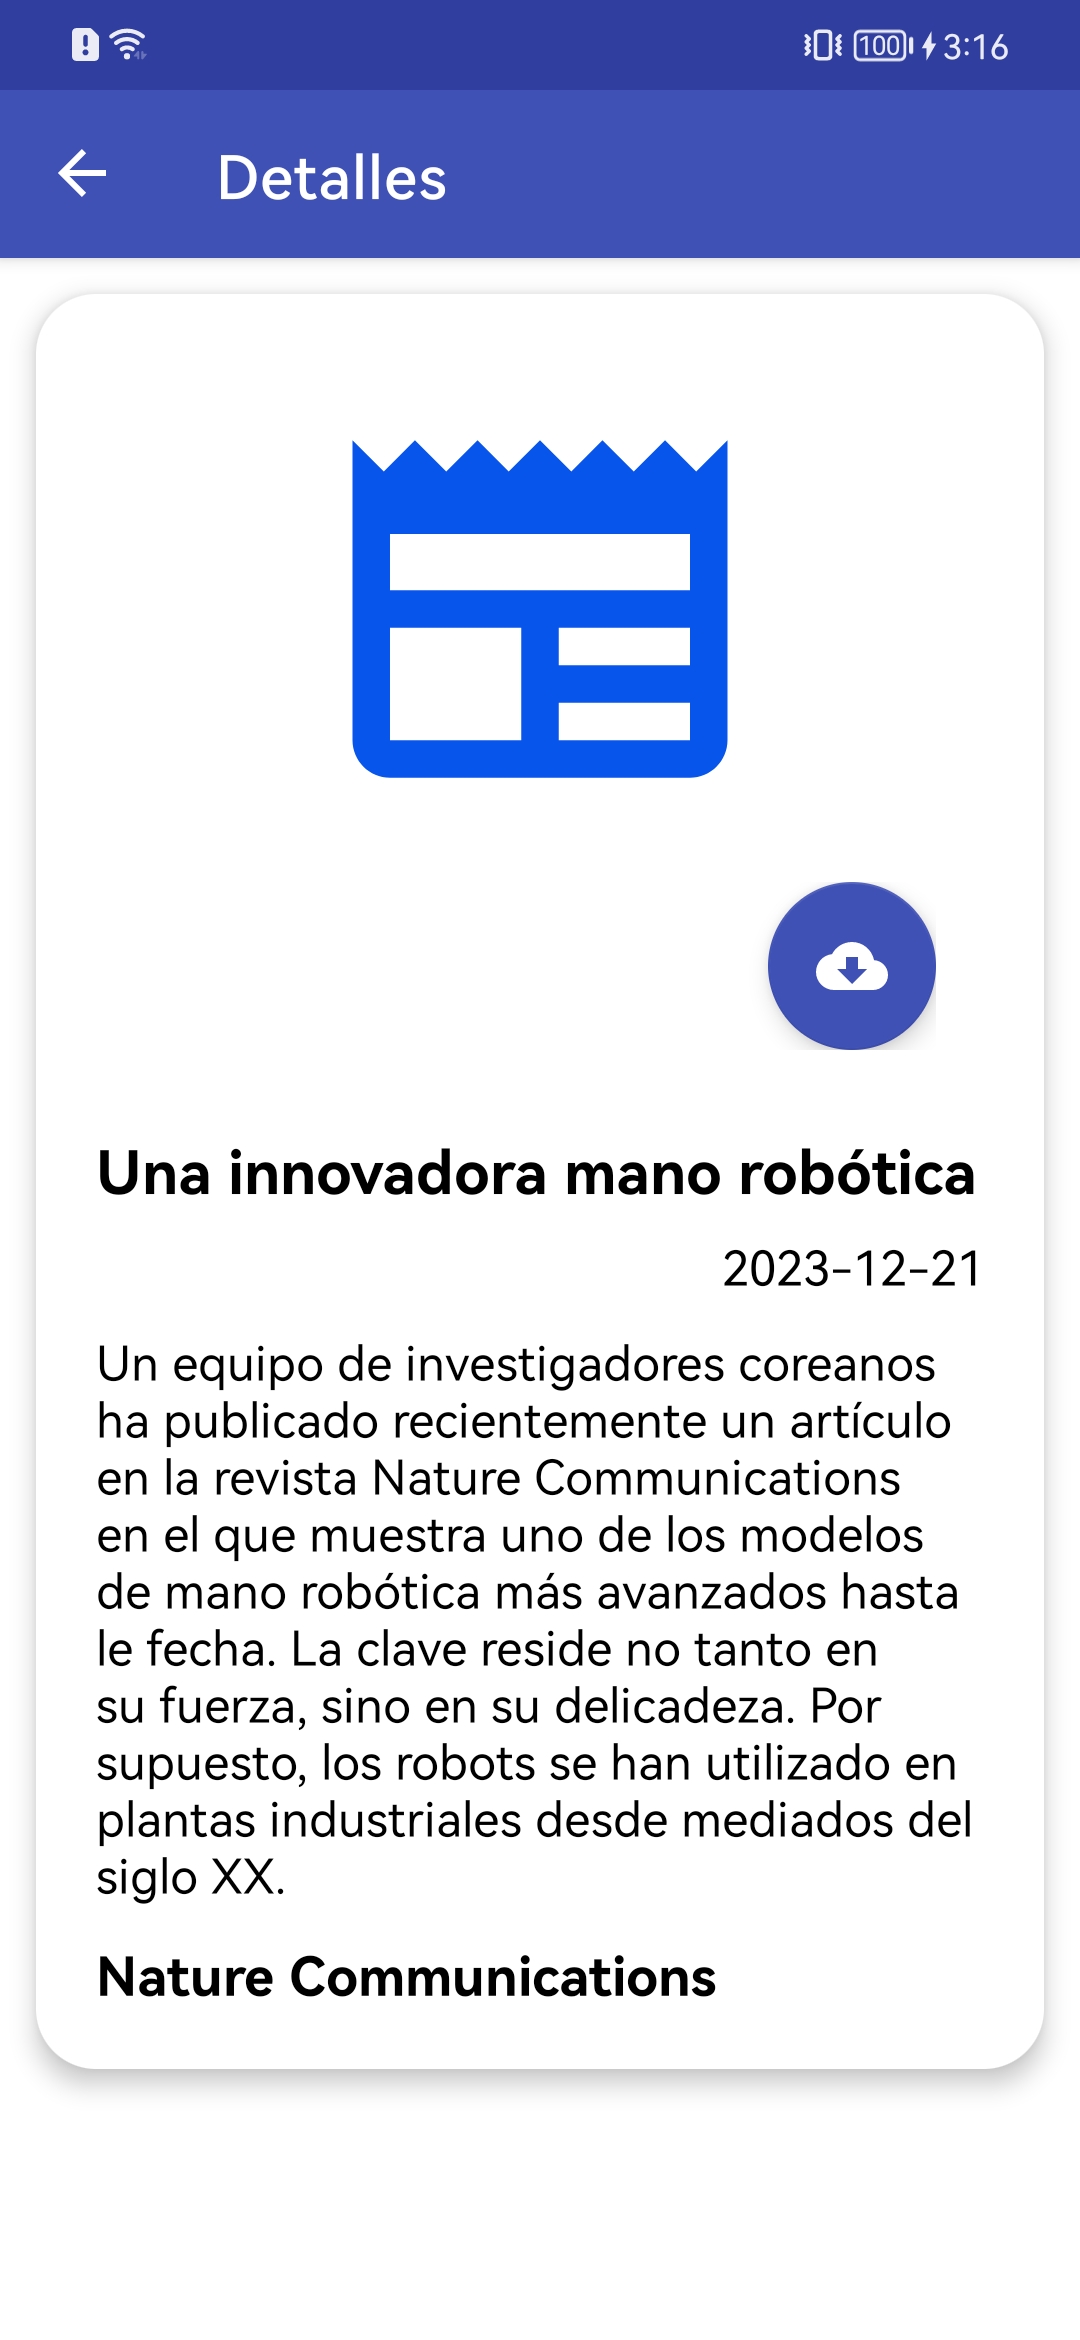 100 3:16
Detalles
Una innovadora mano robótica
2023-12-21
Un equipo de investigadores coreanos
ha publicado recientemente un artículo
en la revista Nature Communications
en el que muestra uno de los modelos
de mano robótica más avanzados hasta
le fecha. La clave reside no tanto en
su fuerza, sino en su delicadeza. Por
supuesto, los robots se han utilizado en
plantas industriales desde mediados del
siglo XX.
Nature Communications